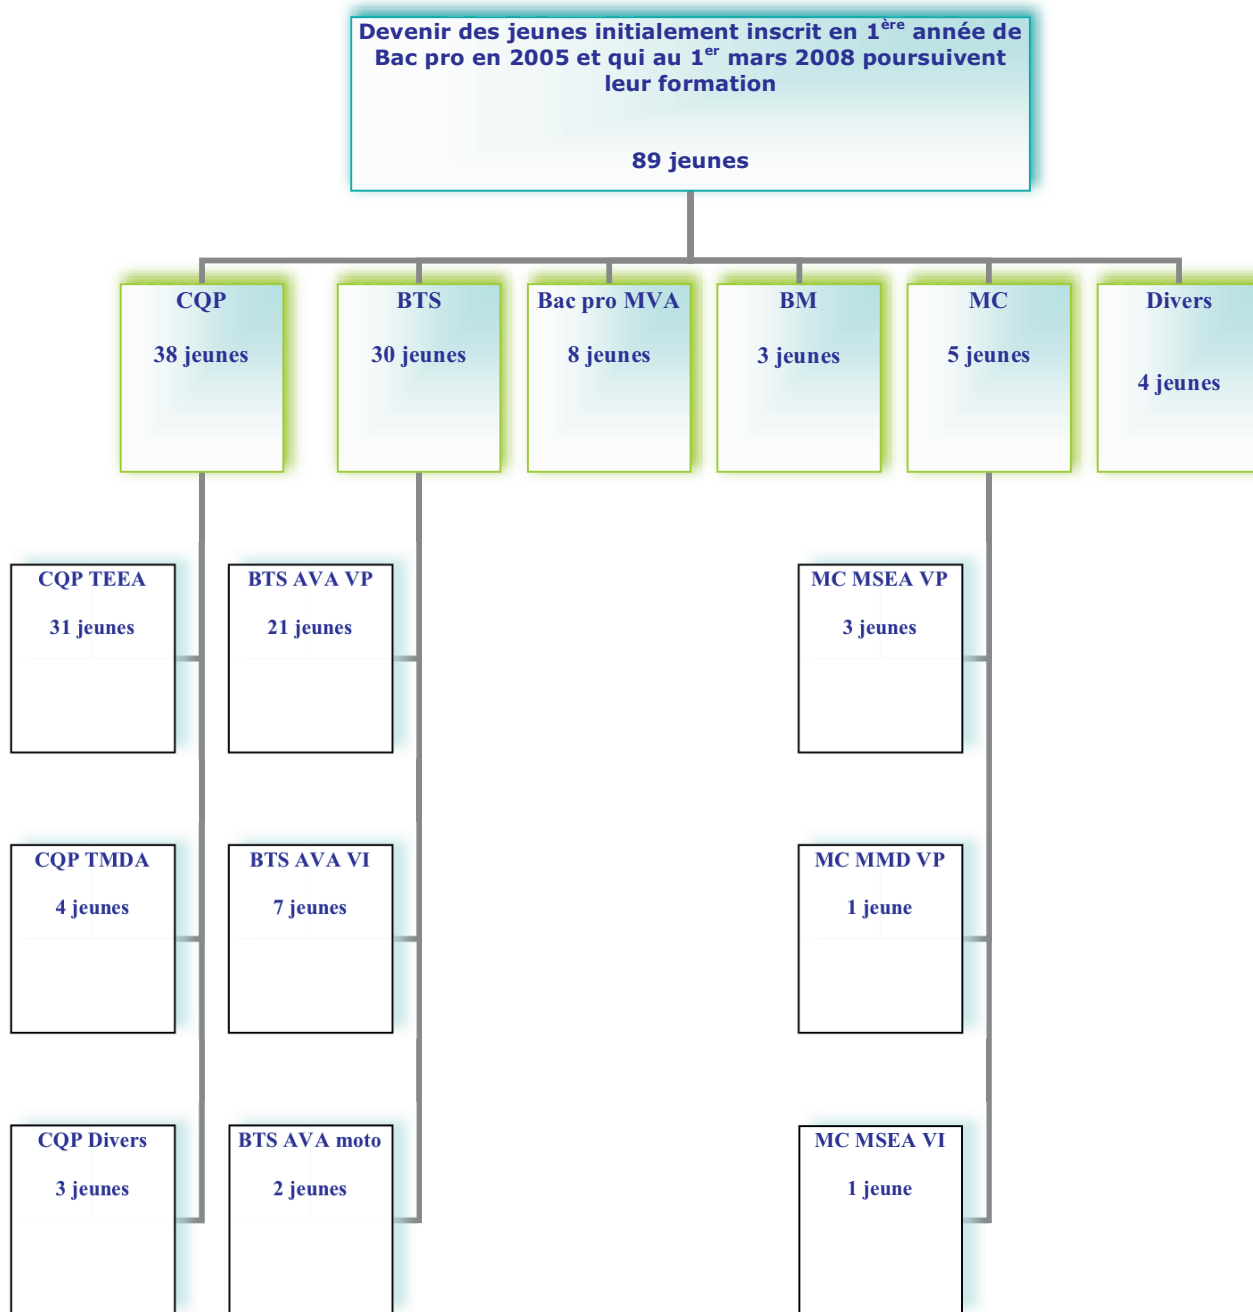 Devenir des jeunes initialement inscrit en 1ère année de
Bac pro en 2005 et qui au 1er mars 2008 poursuivent
leur formation
89 jeunes
CQP
38 jeunes
BTS
30 jeunes
Bac pro MVA
8 jeunes
BM
3 jeunes
MC
5 jeunes
Divers
4 jeunes
CQP TEEA
31 jeunes
BTS AVA VP
21 jeunes
MC MSEA VP
3 jeunes
CQP TMDA
4 jeunes
BTS AVA VI
7 jeunes
MC MMD VP
1 jeune
CQP Divers
3 jeunes
BTS AVA moto
2 jeunes
MC MSEA VI
1 jeune